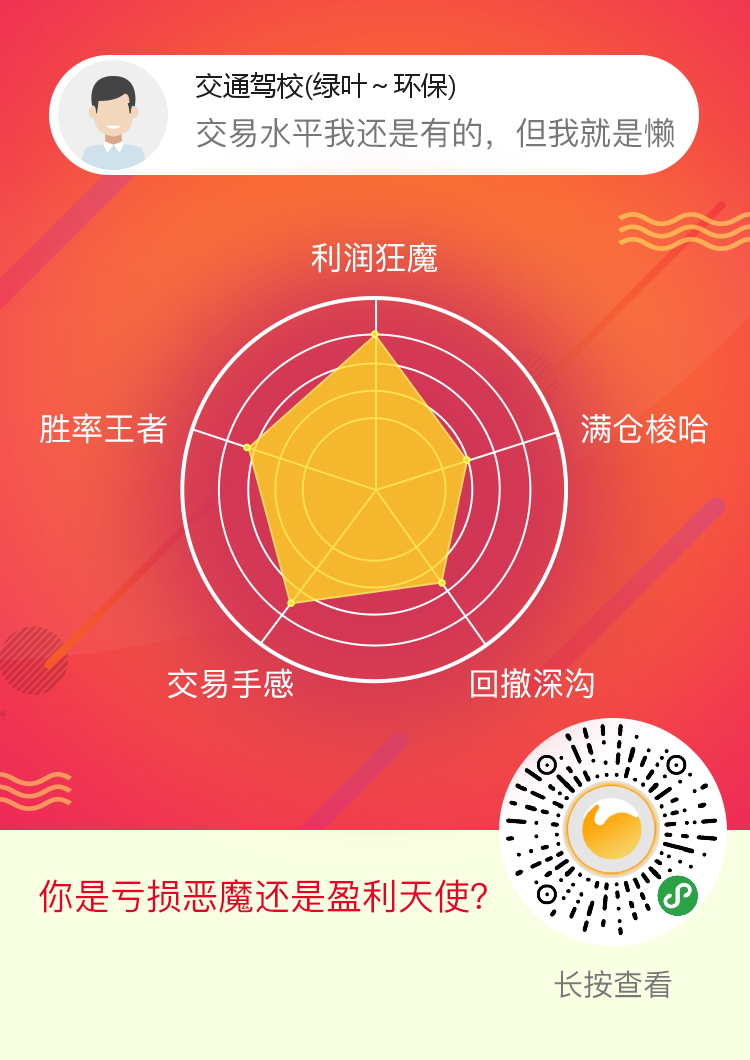 交通驾校(绿叶～环保)
交易水平我还是有的，但我就是懒
利润狂魔
胜率王者
满仓梭哈
交易手感
回撤深沟
你是亏损恶魔还是盈利天使?
长按查看